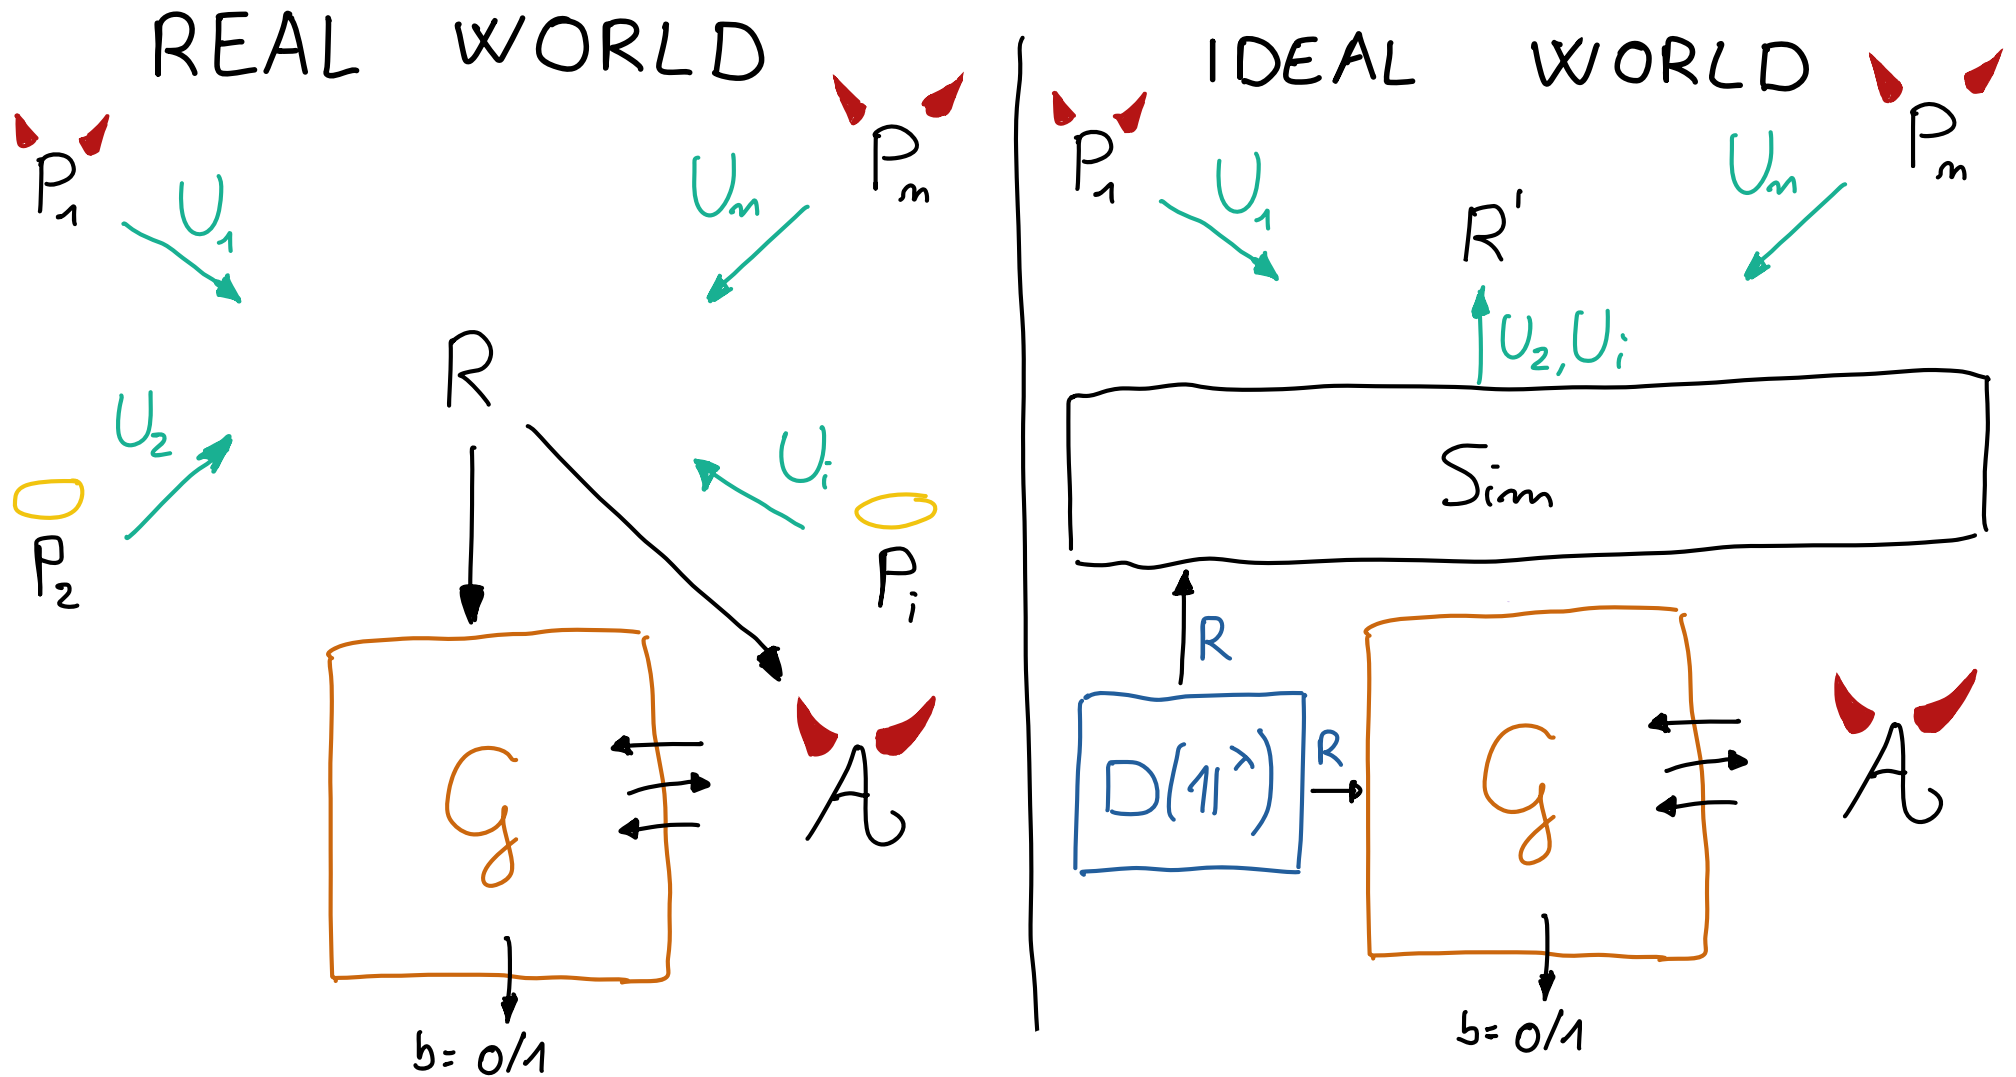 REAL WORLD
P1
U1
Um
Pm
R
U2
P2
Ui
Pi
G
A
b= 0/1
IDEAL WORLD
P1
U1
R'
Um
Pm
U2, Ui
Sim
R
D(1^λ)
R
G
A
b= 0/1